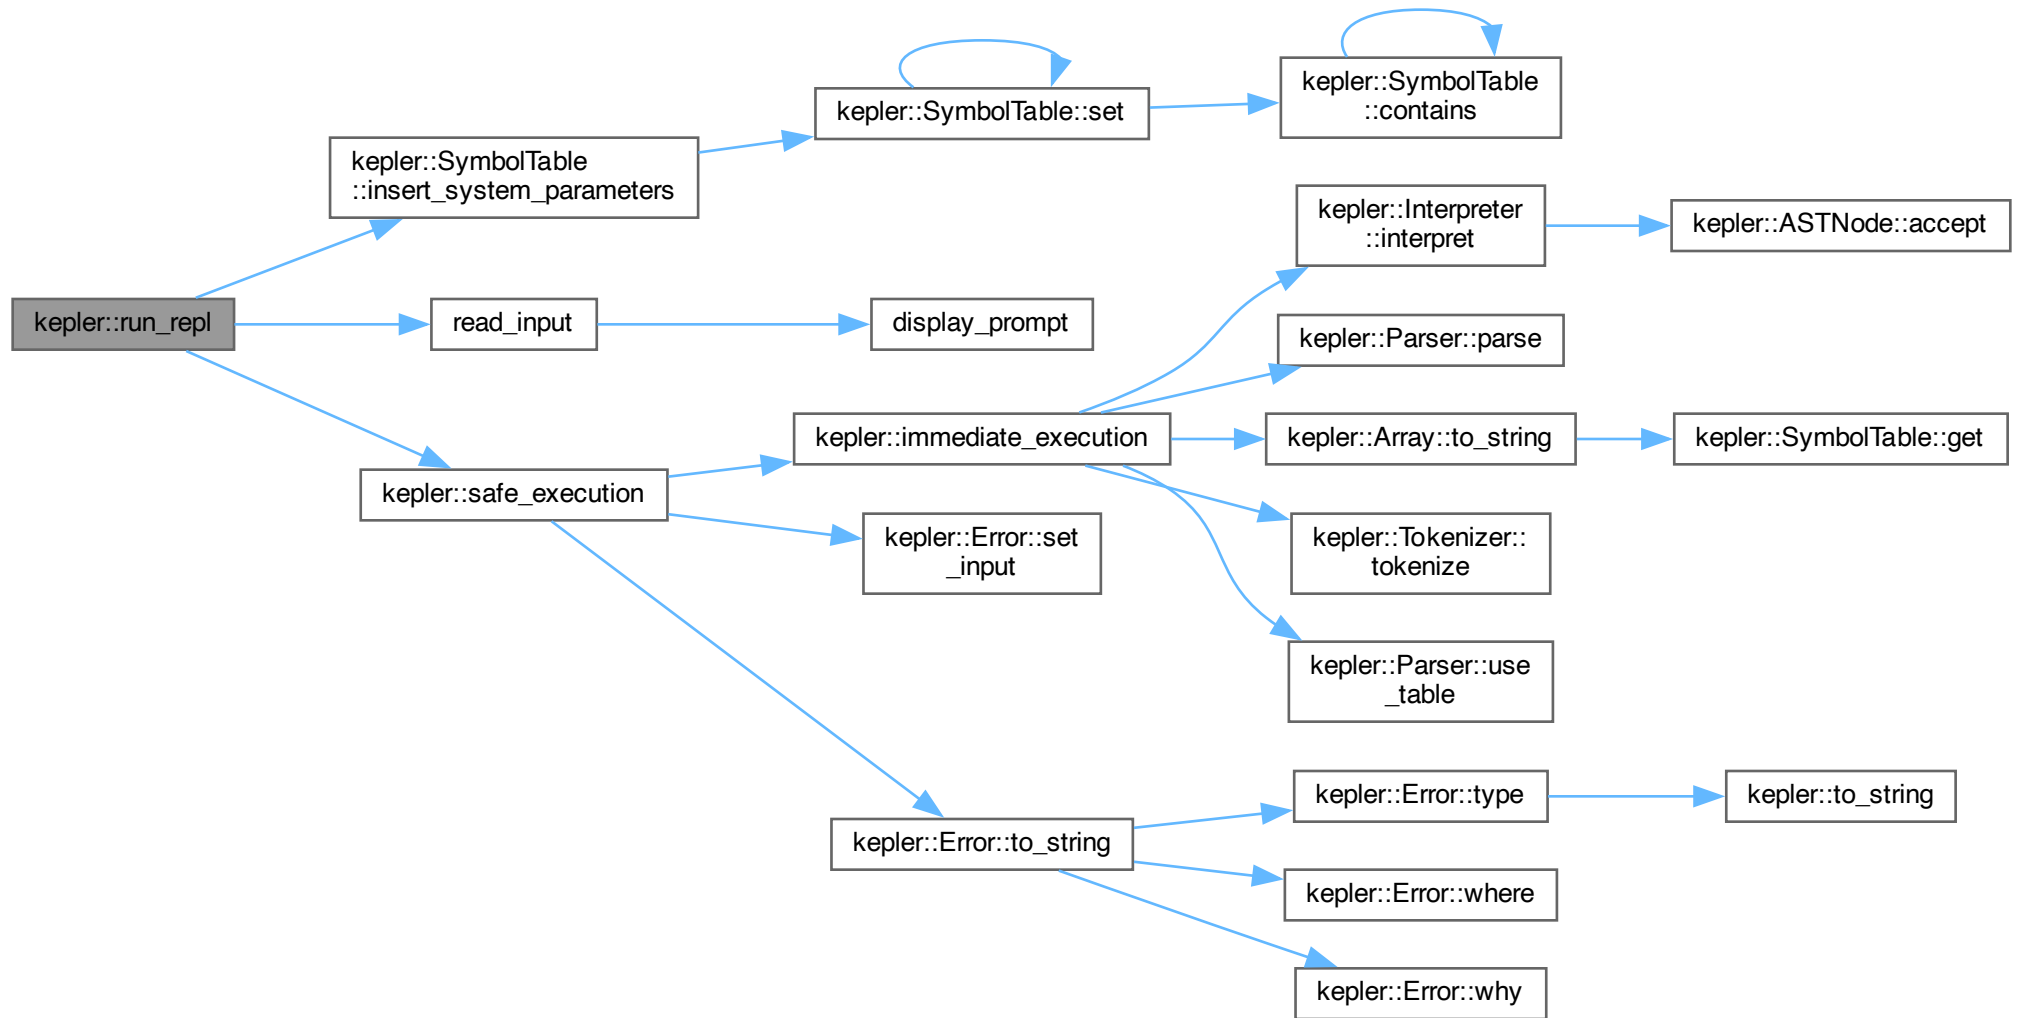 kepler::run_repl
kepler::SymbolTable
::insert_system_parameters
kepler::SymbolTable::set
kepler::SymbolTable
::contains
read_input
display_prompt
kepler::safe_execution
kepler::immediate_execution
kepler::Interpreter
::interpret
kepler::ASTNode::accept
kepler::Parser::parse
kepler::Array::to_string
kepler::SymbolTable::get
kepler::Tokenizer::
tokenize
kepler::Parser::use
_table
kepler::Error::set
_input
kepler::Error::to_string
kepler::Error::type
kepler::to_string
kepler::Error::where
kepler::Error::why